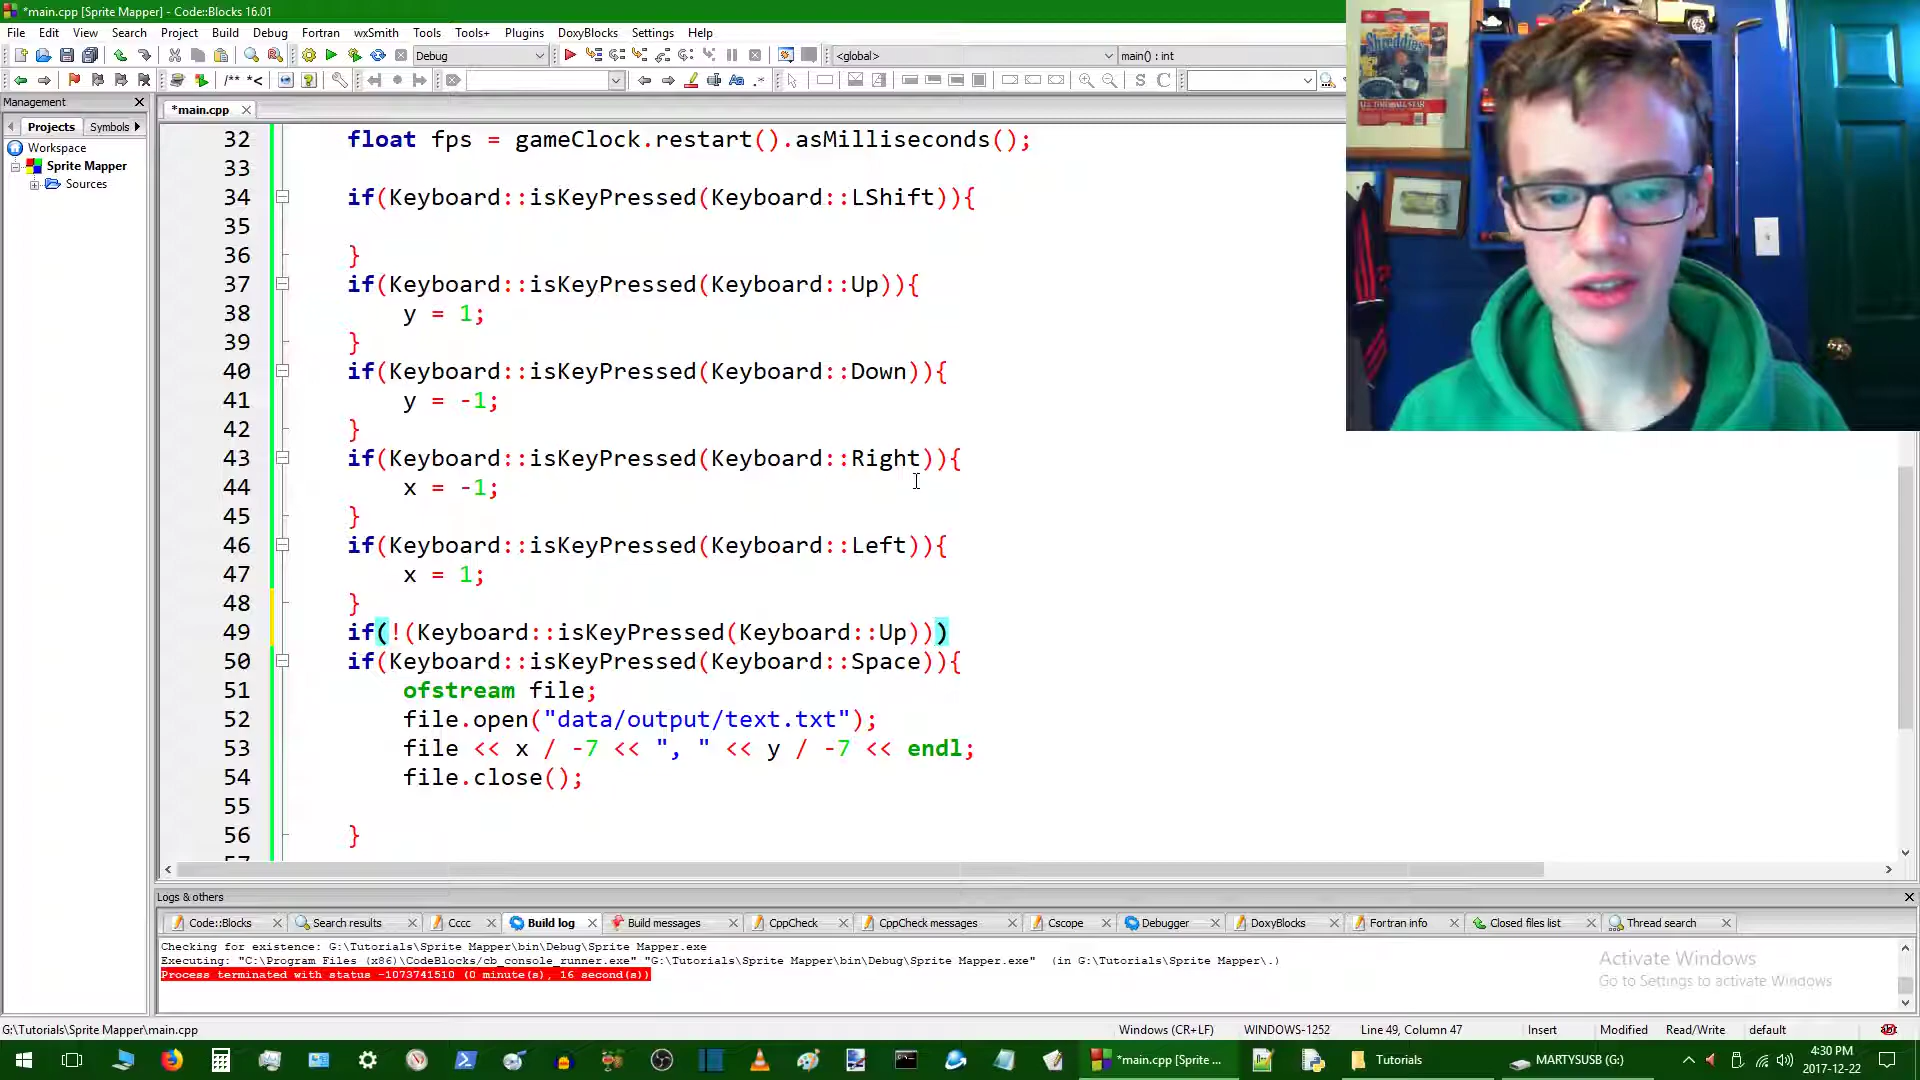 *main.cpp [Sprite Mapper] - Code::Blocks 16.01
File Edit View Search Project Build Debug Fortran wxSmith Tools Tools+ Plugins DoxyBlocks Settings Help
Debug <global> main() : int
Management
*main.cpp
Projects Symbols
Workspace
Sprite Mapper
Sources
32 float fps = gameClock.restart().asMilliseconds();
33
34 if(Keyboard::isKeyPressed(Keyboard::LShift)){
35
36 }
37 if(Keyboard::isKeyPressed(Keyboard::Up)){
38 y = 1;
39 }
40 if(Keyboard::isKeyPressed(Keyboard::Down)){
41 y = -1;
42 }
43 if(Keyboard::isKeyPressed(Keyboard::Right)){
44 x = -1;
45 }
46 if(Keyboard::isKeyPressed(Keyboard::Left)){
47 x = 1;
48 }
49 if(!(Keyboard::isKeyPressed(Keyboard::Up)))
50 if(Keyboard::isKeyPressed(Keyboard::Space)){
51 ofstream file;
52 file.open("data/output/text.txt");
53 file << x / -7 << ", " << y / -7 << endl;
54 file.close();
55
56 }
57
Shreddies
Logs & others
Code::Blocks Search results Cccc Build log Build messages CppCheck CppCheck messages Cscope Debugger DoxyBlocks Fortran info Closed files list Thread search
Checking for existence: G:\Tutorials\Sprite Mapper\bin\Debug\Sprite Mapper.exe
Executing: "C:\Program Files (x86)\CodeBlocks/cb_console_runner.exe" "G:\Tutorials\Sprite Mapper\bin\Debug\Sprite Mapper.exe" (in G:\Tutorials\Sprite Mapper\.)
Process terminated with status -1073741510 (0 minute(s), 16 second(s))
Activate Windows
Go to Settings to activate Windows
G:\Tutorials\Sprite Mapper\main.cpp Windows (CR+LF) WINDOWS-1252 Line 49, Column 47 Insert Modified Read/Write default
*main.cpp [Sprite ... Tutorials MARTYSUSB (G:) 4:30 PM
2017-12-22